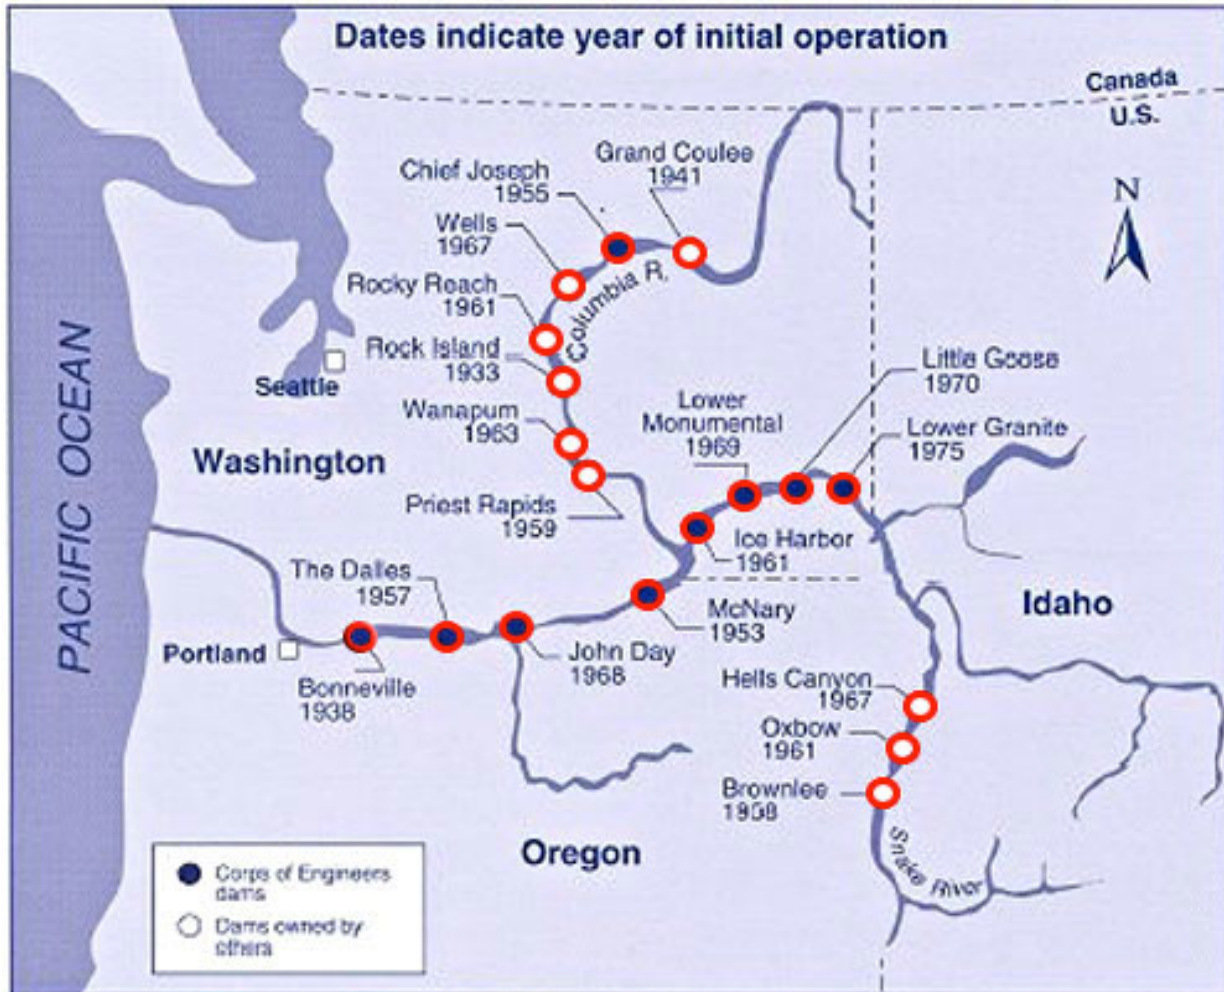 Dates indicate year of initial operation
Canada
U.S.
N
Grand Coulee
1941
Chief Joseph
1955
Wells
1967
Columbia R.
Rocky Reach
1961
Rock Island
1933
Seattle
Little Goose
1970
Wanapum
1963
Lower
Monumental
1969
Lower Granite
1975
Washington
PACIFIC OCEAN
Priest Rapids
1959
Ice Harbor
1961
The Dalles
1957
McNary
1953
Idaho
Portland
John Day
1968
Bonneville
1938
Hells Canyon
1967
Oxbow
1961
Brownlee
1958
Oregon
Snake River
Corps of Engineers
dams
Dams owned by
others